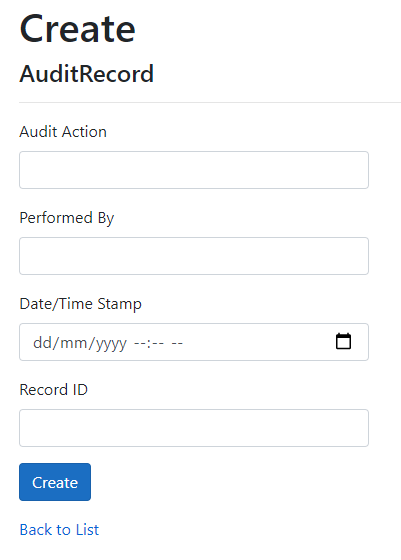 Create
AuditRecord
Audit Action
Performed By
Date/Time Stamp
dd/mm/yyyy --:-- --
Record ID
Create
Back to List